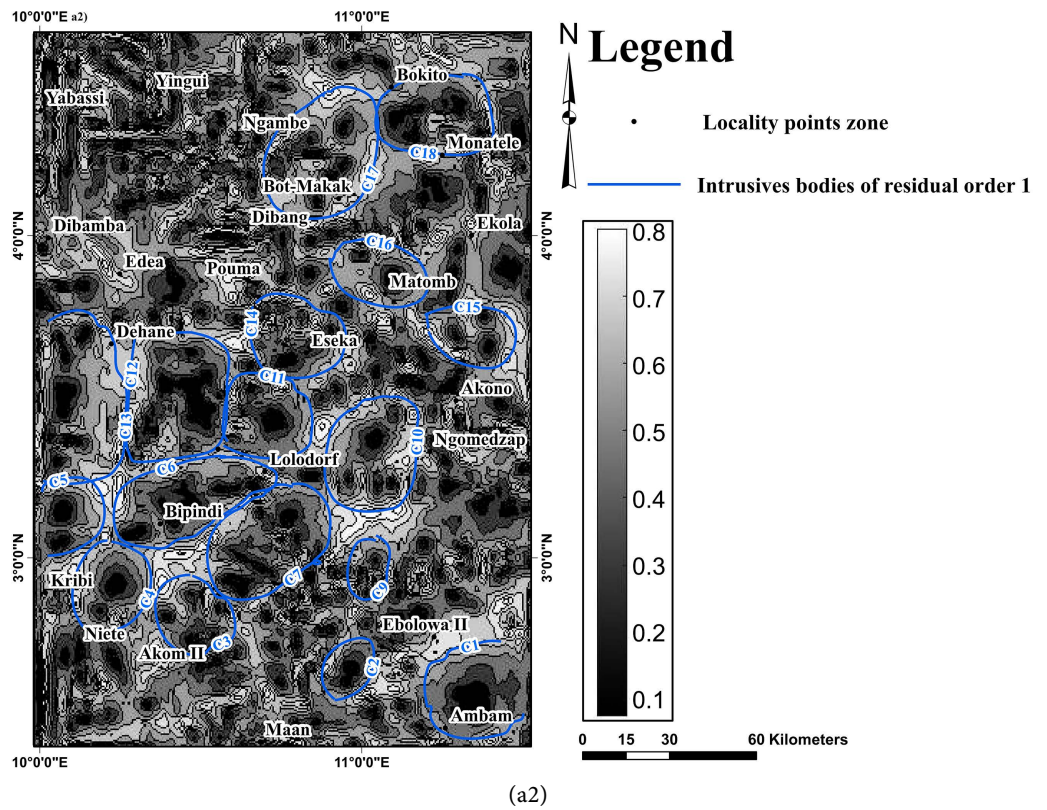 10°0'0"E a2) 11°0'0"E
N
Legend
Locality points zone
Intrusives bodies of residual order 1
Bokito
Yingui
Yabassi
Ngambe
Monatele
C18
C17
Bot-Makak
Dibang
Dibamba
Ekola
4°0'0"N
4°0'0"N
C16
Edea
Pouma
Matomb
C15
C14
Dehane
Eseka
C12
C11
Akono
C13
C10
Ngomedzap
Lolodorf
C6
C5
Bipindi
3°0'0"N
3°0'0"N
Kribi
C7
C9
C4
Niete
Ebolowa II
C3
Akom II
C1
C2
Ambam
Maan
10°0'0"E 11°0'0"E
0.8
0.7
0.6
0.5
0.4
0.3
0.2
0.1
0 15 30 60 Kilometers
(a2)